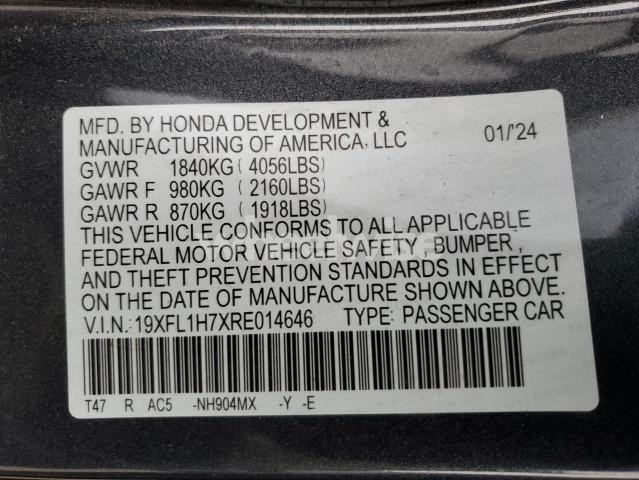 MFD. BY HONDA DEVELOPMENT &
MANUFACTURING OF AMERICA, LLC 01/'24
GVWR 1840KG ( 4056LBS)
GAWR F 980KG ( 2160LBS)
GAWR R 870KG ( 1918LBS)
THIS VEHICLE CONFORMS TO ALL APPLICABLE
FEDERAL MOTOR VEHICLE SAFETY , BUMPER ,
AND THEFT PREVENTION STANDARDS IN EFFECT
ON THE DATE OF MANUFACTURE SHOWN ABOVE.
V.I.N.: 19XFL1H7XRE014646 TYPE: PASSENGER CAR
T47 R AC5 -NH904MX -Y -E